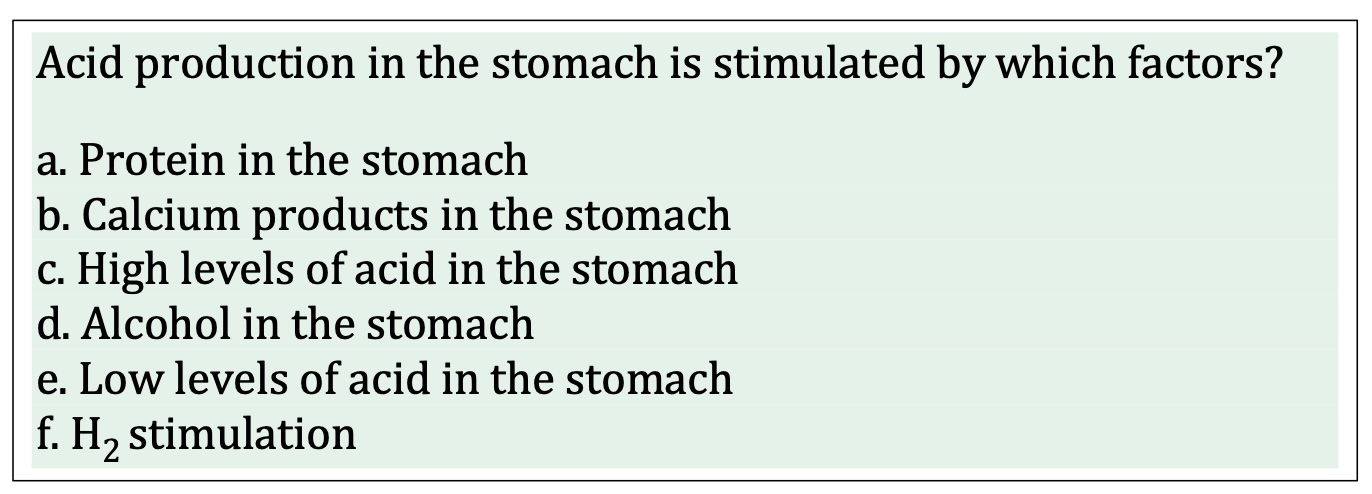 Acid production in the stomach is stimulated by which factors?
a. Protein in the stomach
b. Calcium products in the stomach
c. High levels of acid in the stomach
d. Alcohol in the stomach
e. Low levels of acid in the stomach
f. H₂ stimulation